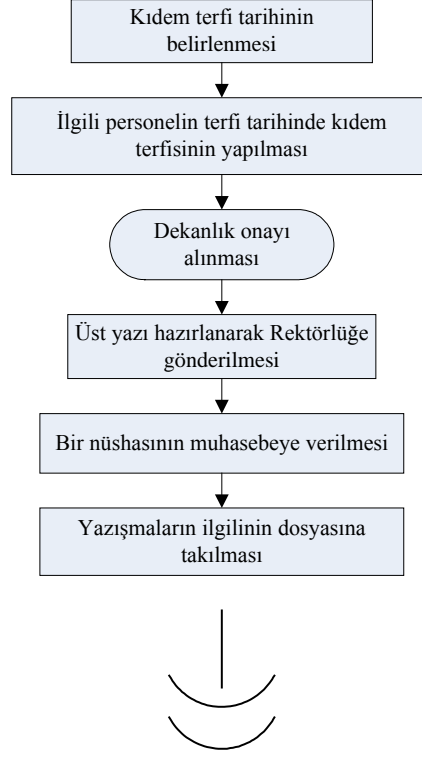 Kıdem terfi tarihinin
belirlenmesi
İlgili personelin terfi tarihinde kıdem
terfisinin yapılması
Dekanlık onayı
alınması
Üst yazı hazırlanarak Rektörlüğe
gönderilmesi
Bir nüshasının muhasebeye verilmesi
Yazışmaların ilgilinin dosyasına
takılması